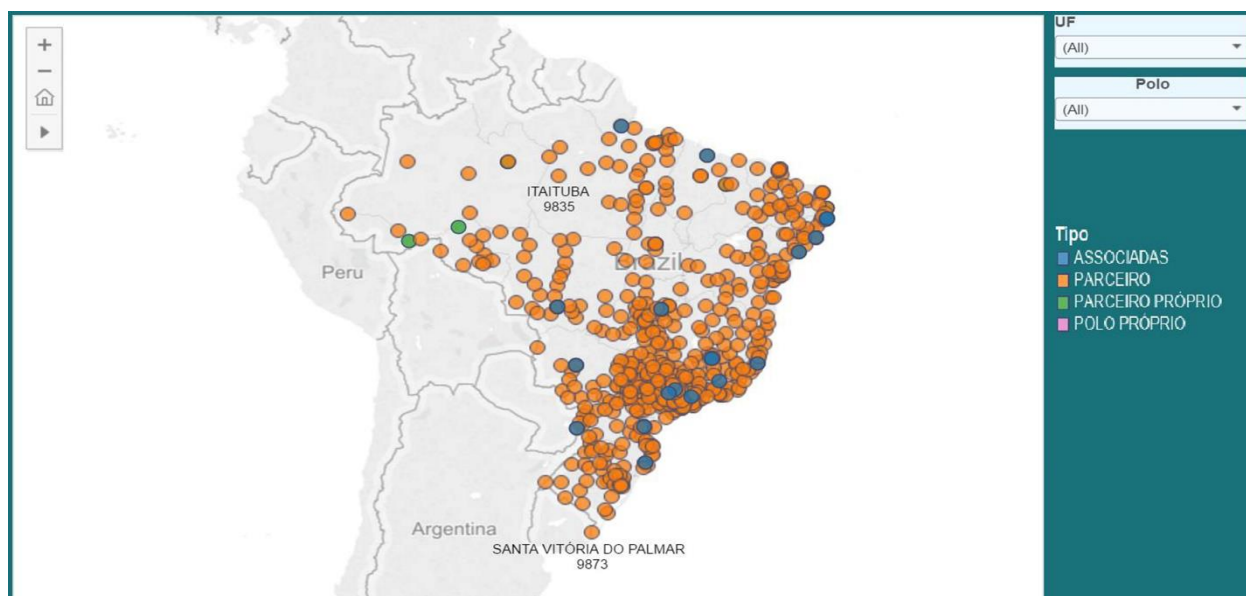 UF
(All)
Polo
(All)
ITAITUBA
9835
Brazil
Peru
Tipo
ASSOCIADAS
PARCEIRO
PARCEIRO PRÓPRIO
POLO PRÓPRIO
Argentina
SANTA VITÓRIA DO PALMAR
9873